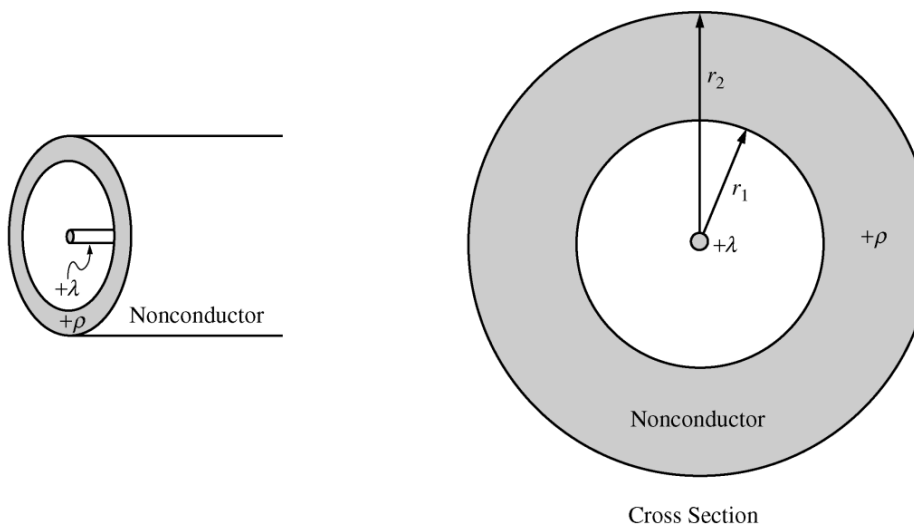 +λ
+ρ
Nonconductor
r₂
r₁
+λ
+ρ
Nonconductor
Cross Section